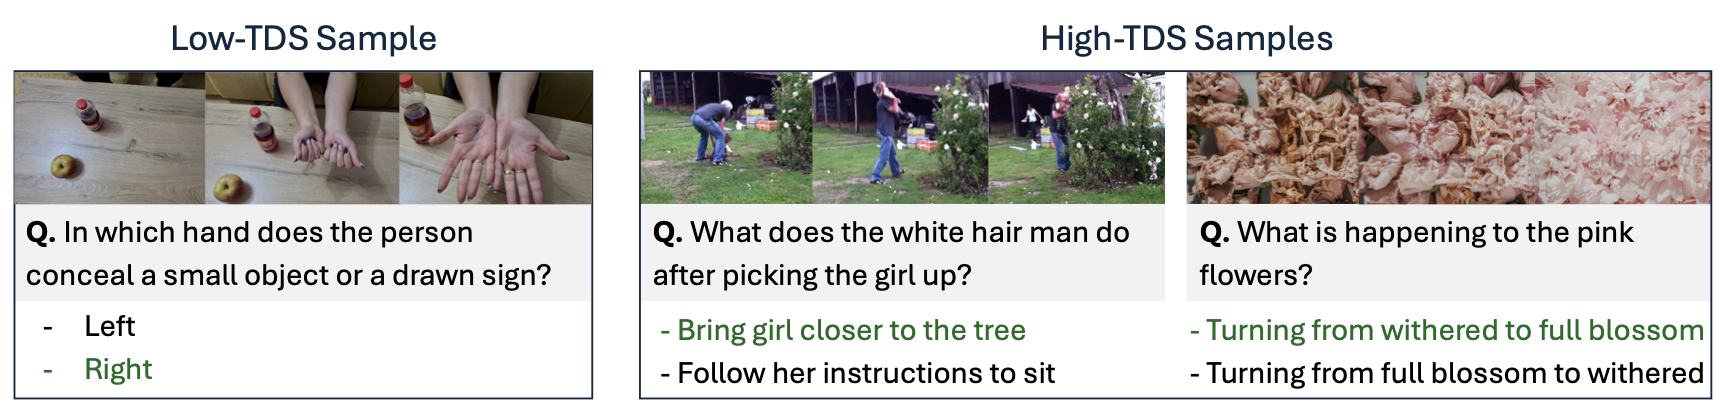 Low-TDS Sample
Q. In which hand does the person
conceal a small object or a drawn sign?
- Left
- Right
High-TDS Samples
Q. What does the white hair man do
after picking the girl up?
- Bring girl closer to the tree
- Follow her instructions to sit
Q. What is happening to the pink
flowers?
- Turning from withered to full blossom
- Turning from full blossom to withered